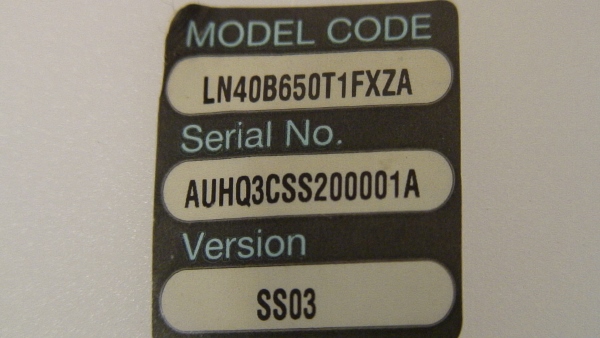 MODEL CODE
LN40B650T1FXZA
Serial No.
AUHQ3CSS200001A
Version
SS03